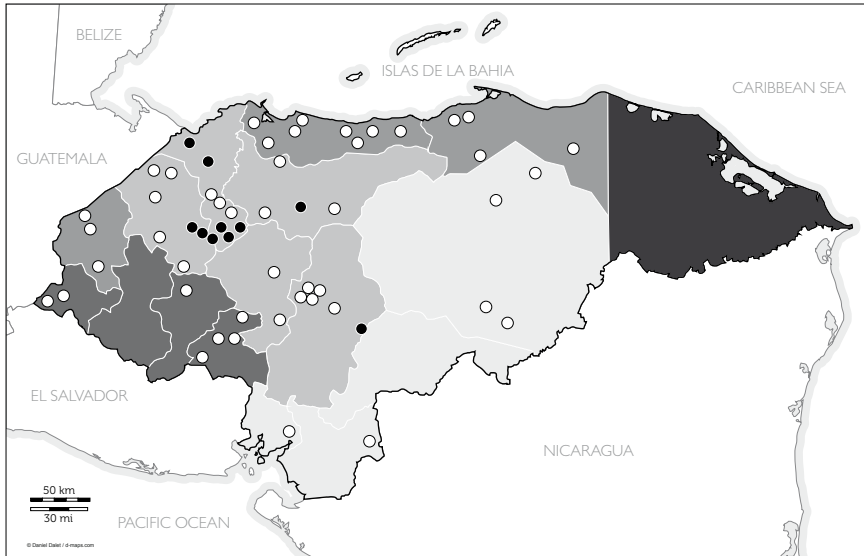 BELIZE
ISLAS DE LA BAHIA
CARIBBEAN SEA
GUATEMALA
EL SALVADOR
NICARAGUA
50 km
30 mi
PACIFIC OCEAN
© Daniel Dalet / d-maps.com